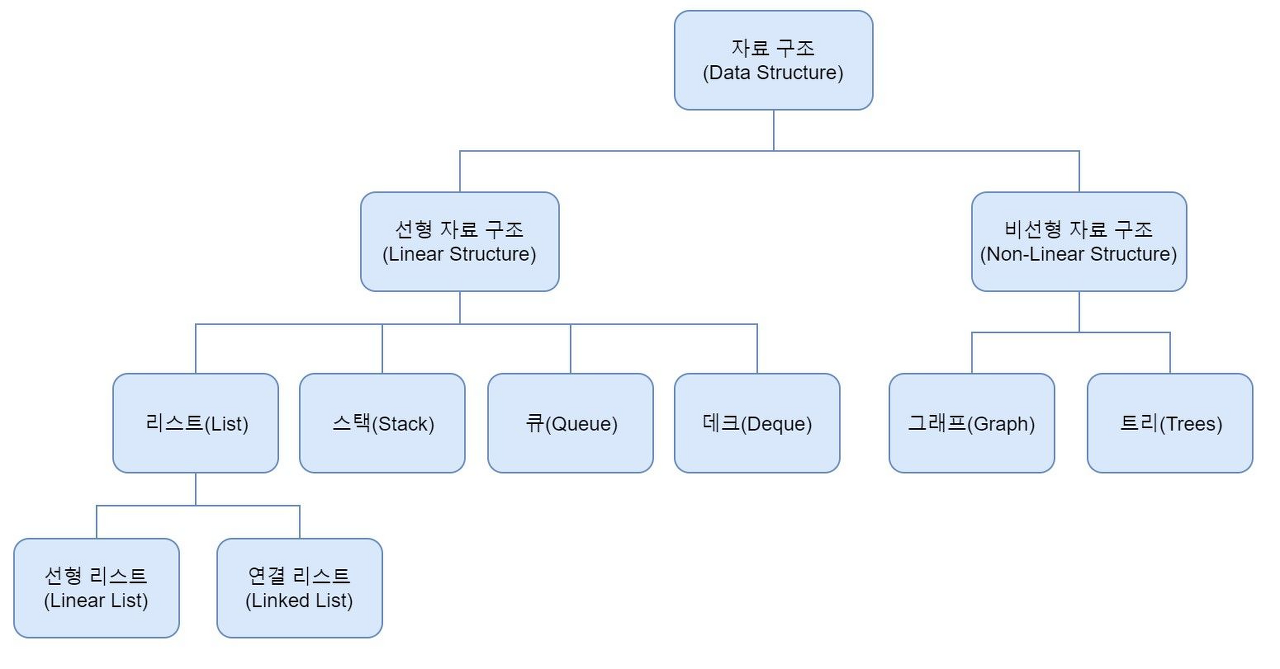 자료 구조
(Data Structure)
선형 자료 구조
(Linear Structure)
비선형 자료 구조
(Non-Linear Structure)
리스트(List)
스택(Stack)
큐(Queue)
데크(Deque)
그래프(Graph)
트리(Trees)
선형 리스트
(Linear List)
연결 리스트
(Linked List)